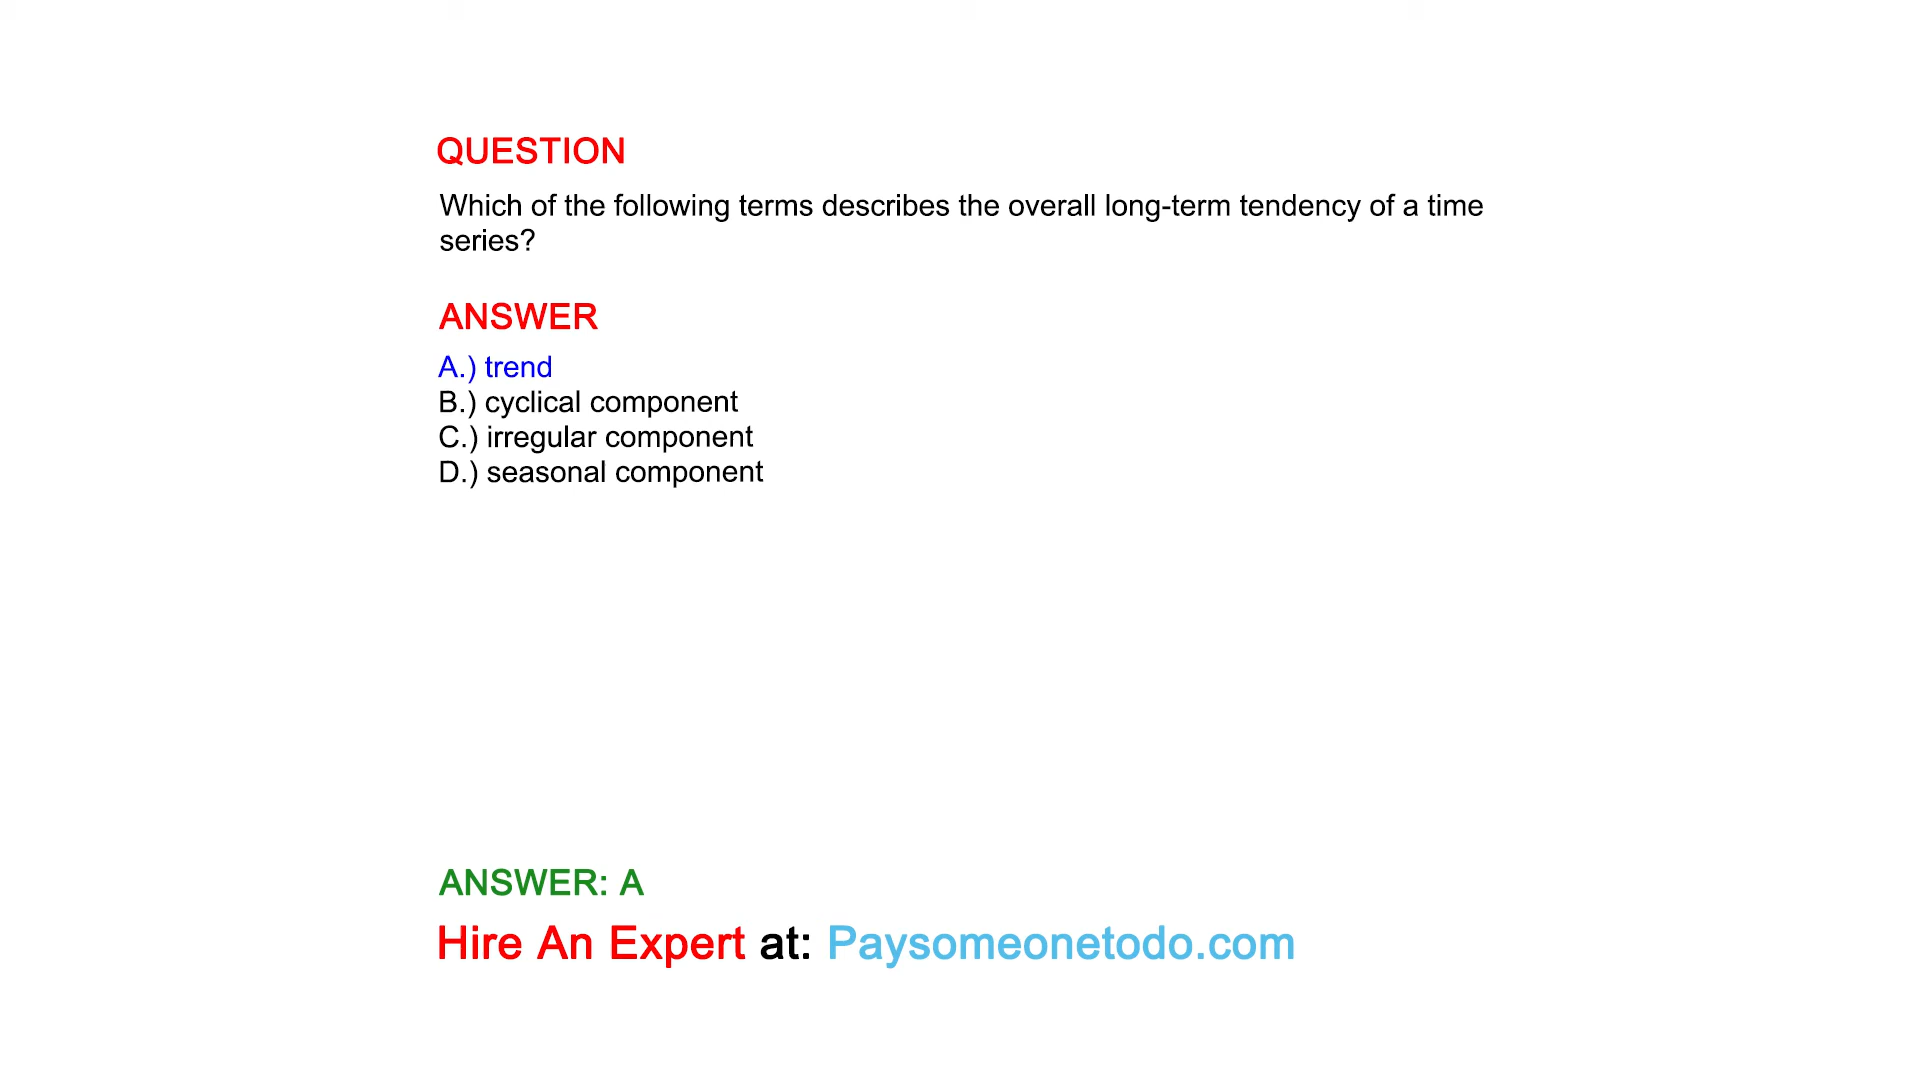 QUESTION
Which of the following terms describes the overall long-term tendency of a time
series?
ANSWER
A.) trend
B.) cyclical component
C.) irregular component
D.) seasonal component
ANSWER: A
Hire An Expert at: Paysomeonetodo.com